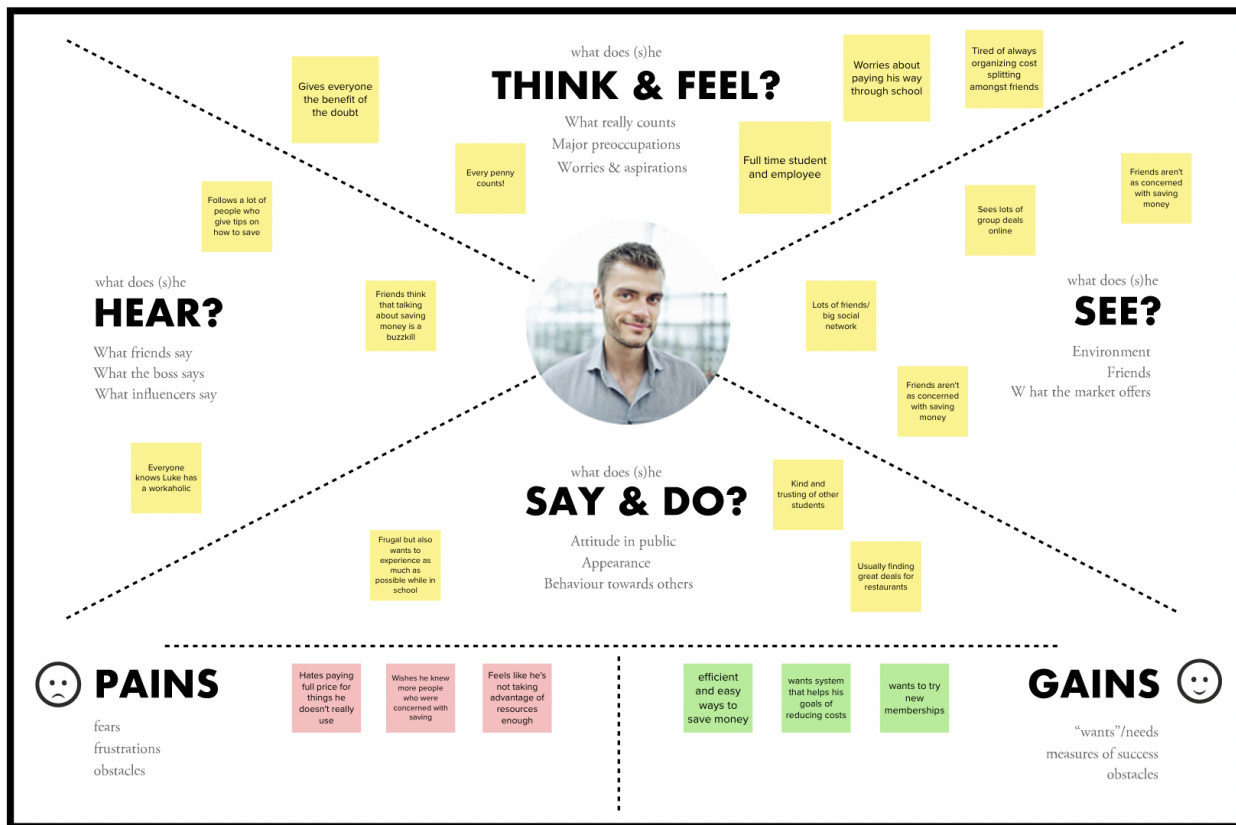 what does (s)he
THINK & FEEL?
What really counts
Major preoccupations
Worries & aspirations
Gives everyone
the benefit of
the doubt
Every penny
counts!
Full time student
and employee
Worries about
paying his way
through school
Tired of always
organizing cost
splitting
amongst friends
what does (s)he
HEAR?
What friends say
What the boss says
What influencers say
Follows a lot of
people who
give tips on
how to save
Friends think
that talking
about saving
money is a
buzzkill
Everyone
knows Luke has
a workaholic
what does (s)he
SEE?
Environment
Friends
W hat the market offers
Friends aren't
as concerned
with saving
money
Sees lots of
group deals
online
Lots of friends/
big social
network
Friends aren't
as concerned
with saving
money
what does (s)he
SAY & DO?
Attitude in public
Appearance
Behaviour towards others
Frugal but also
wants to
experience as
much as
possible while in
school
Kind and
trusting of other
students
Usually finding
great deals for
restaurants
PAINS
fears
frustrations
obstacles
Hates paying
full price for
things he
doesn't really
use
Wishes he knew
more people
who were
concerned with
saving
Feels like he's
not taking
advantage of
resources
enough
efficient
and easy
ways to
save money
wants system
that helps his
goals of
reducing costs
wants to try
new
memberships
GAINS
“wants”/needs
measures of success
obstacles